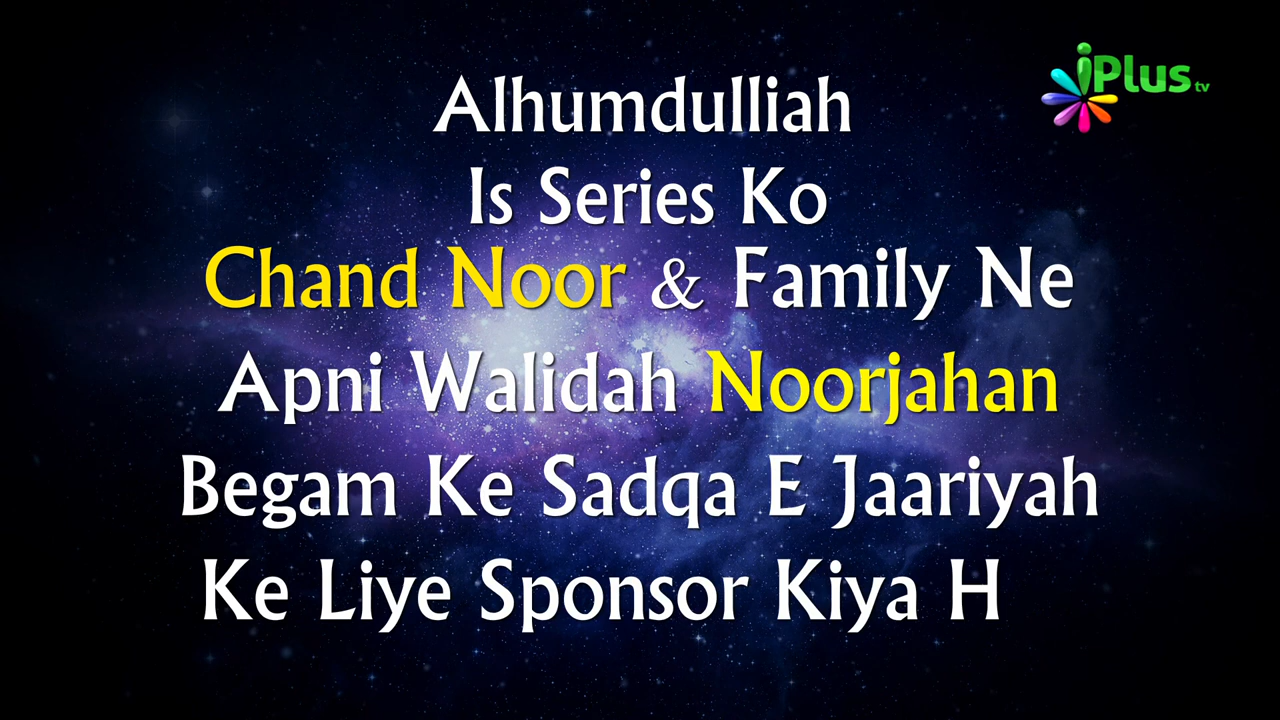 iPlus tv
Alhumdulliah
Is Series Ko
Chand Noor & Family Ne
Apni Walidah Noorjahan
Begam Ke Sadqa E Jaariyah
Ke Liye Sponsor Kiya H